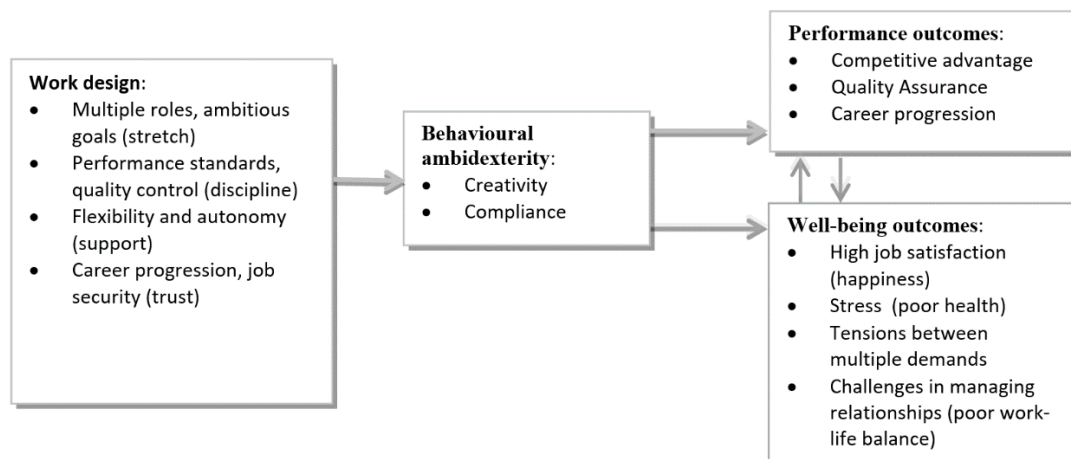 Work design:
• Multiple roles, ambitious
goals (stretch)
• Performance standards,
quality control (discipline)
• Flexibility and autonomy
(support)
• Career progression, job
security (trust)
Behavioural
ambidexterity:
• Creativity
• Compliance
Performance outcomes:
• Competitive advantage
• Quality Assurance
• Career progression
Well-being outcomes:
• High job satisfaction
(happiness)
• Stress (poor health)
• Tensions between
multiple demands
• Challenges in managing
relationships (poor work-
life balance)